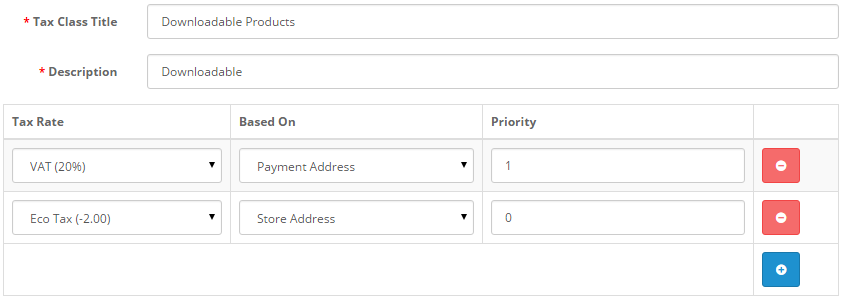 * Tax Class Title Downloadable Products
* Description Downloadable
Tax Rate Based On Priority
VAT (20%) Payment Address 1
Eco Tax (-2.00) Store Address 0